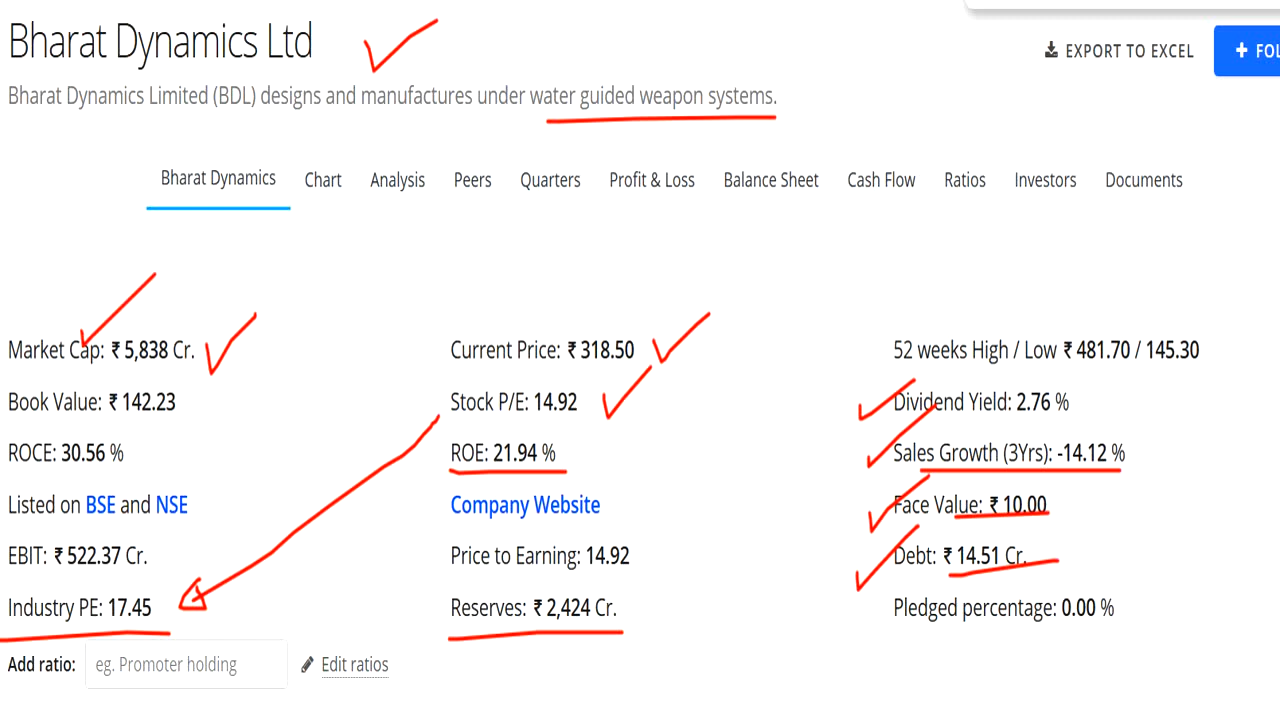 Bharat Dynamics Ltd
EXPORT TO EXCEL
+ FOL
Bharat Dynamics Limited (BDL) designs and manufactures under water guided weapon systems.
Bharat Dynamics Chart Analysis Peers Quarters Profit & Loss Balance Sheet Cash Flow Ratios Investors Documents
Market Cap: ₹ 5,838 Cr.
Current Price: ₹ 318.50
52 weeks High / Low ₹ 481.70 / 145.30
Book Value: ₹ 142.23
Stock P/E: 14.92
Dividend Yield: 2.76 %
ROCE: 30.56 %
ROE: 21.94 %
Sales Growth (3Yrs): -14.12 %
Listed on BSE and NSE
Company Website
Face Value: ₹ 10.00
EBIT: ₹ 522.37 Cr.
Price to Earning: 14.92
Debt: ₹ 14.51 Cr.
Industry PE: 17.45
Reserves: ₹ 2,424 Cr.
Pledged percentage: 0.00 %
Add ratio: eg. Promoter holding Edit ratios